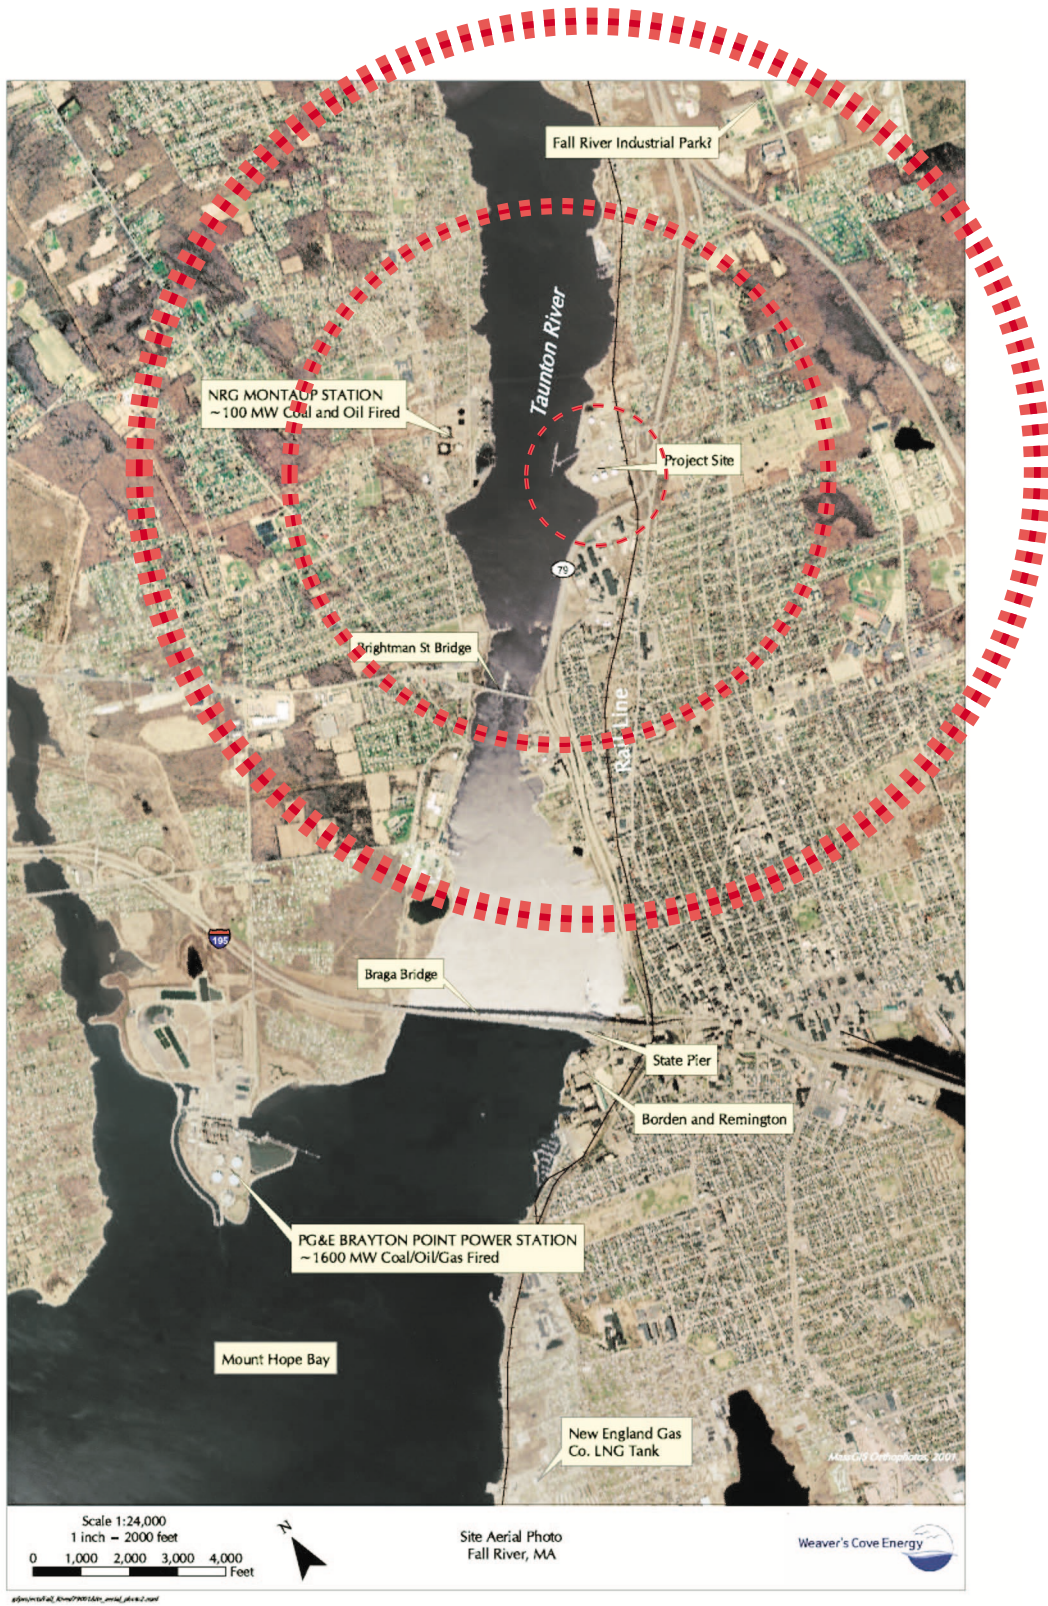 Fall River Industrial Park?
Taunton River
NRG MONTAUP STATION
~100 MW Coal and Oil Fired
Project Site
79
Brightman St Bridge
Rail Line
195
Braga Bridge
State Pier
Borden and Remington
PG&E BRAYTON POINT POWER STATION
~1600 MW Coal/Oil/Gas Fired
Mount Hope Bay
New England Gas
Co. LNG Tank
MassGIS Orthophotos, 2001
Scale 1:24,000
1 inch = 2000 feet
0 1,000 2,000 3,000 4,000
Feet
N
Site Aerial Photo
Fall River, MA
Weaver's Cove Energy